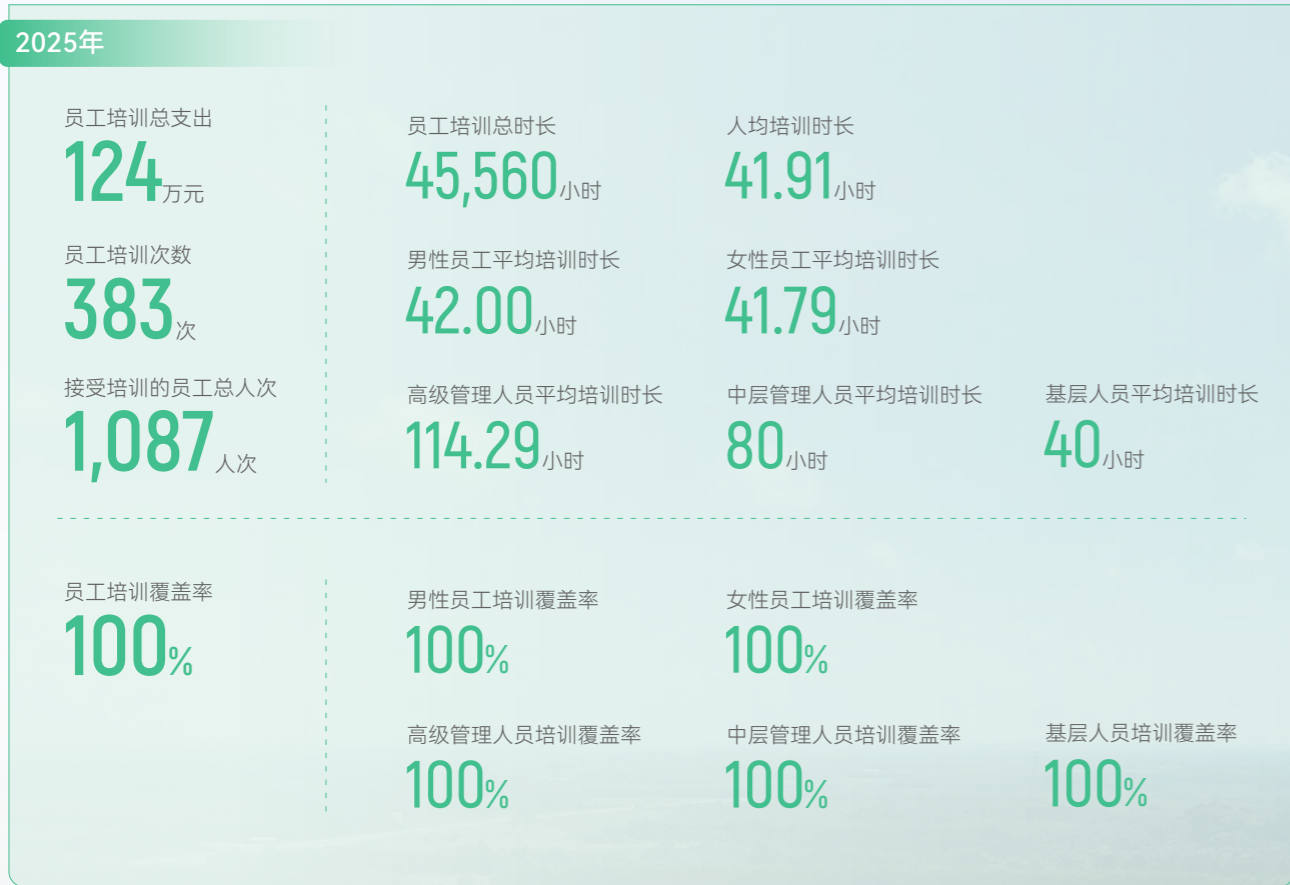 2025年
员工培训总支出
124万元
员工培训次数
383次
接受培训的员工总人次
1,087人次
员工培训总时长
45,560小时
人均培训时长
41.91小时
男性员工平均培训时长
42.00小时
女性员工平均培训时长
41.79小时
高级管理人员平均培训时长
114.29小时
中层管理人员平均培训时长
80小时
基层人员平均培训时长
40小时
员工培训覆盖率
100%
男性员工培训覆盖率
100%
女性员工培训覆盖率
100%
高级管理人员培训覆盖率
100%
中层管理人员培训覆盖率
100%
基层人员培训覆盖率
100%